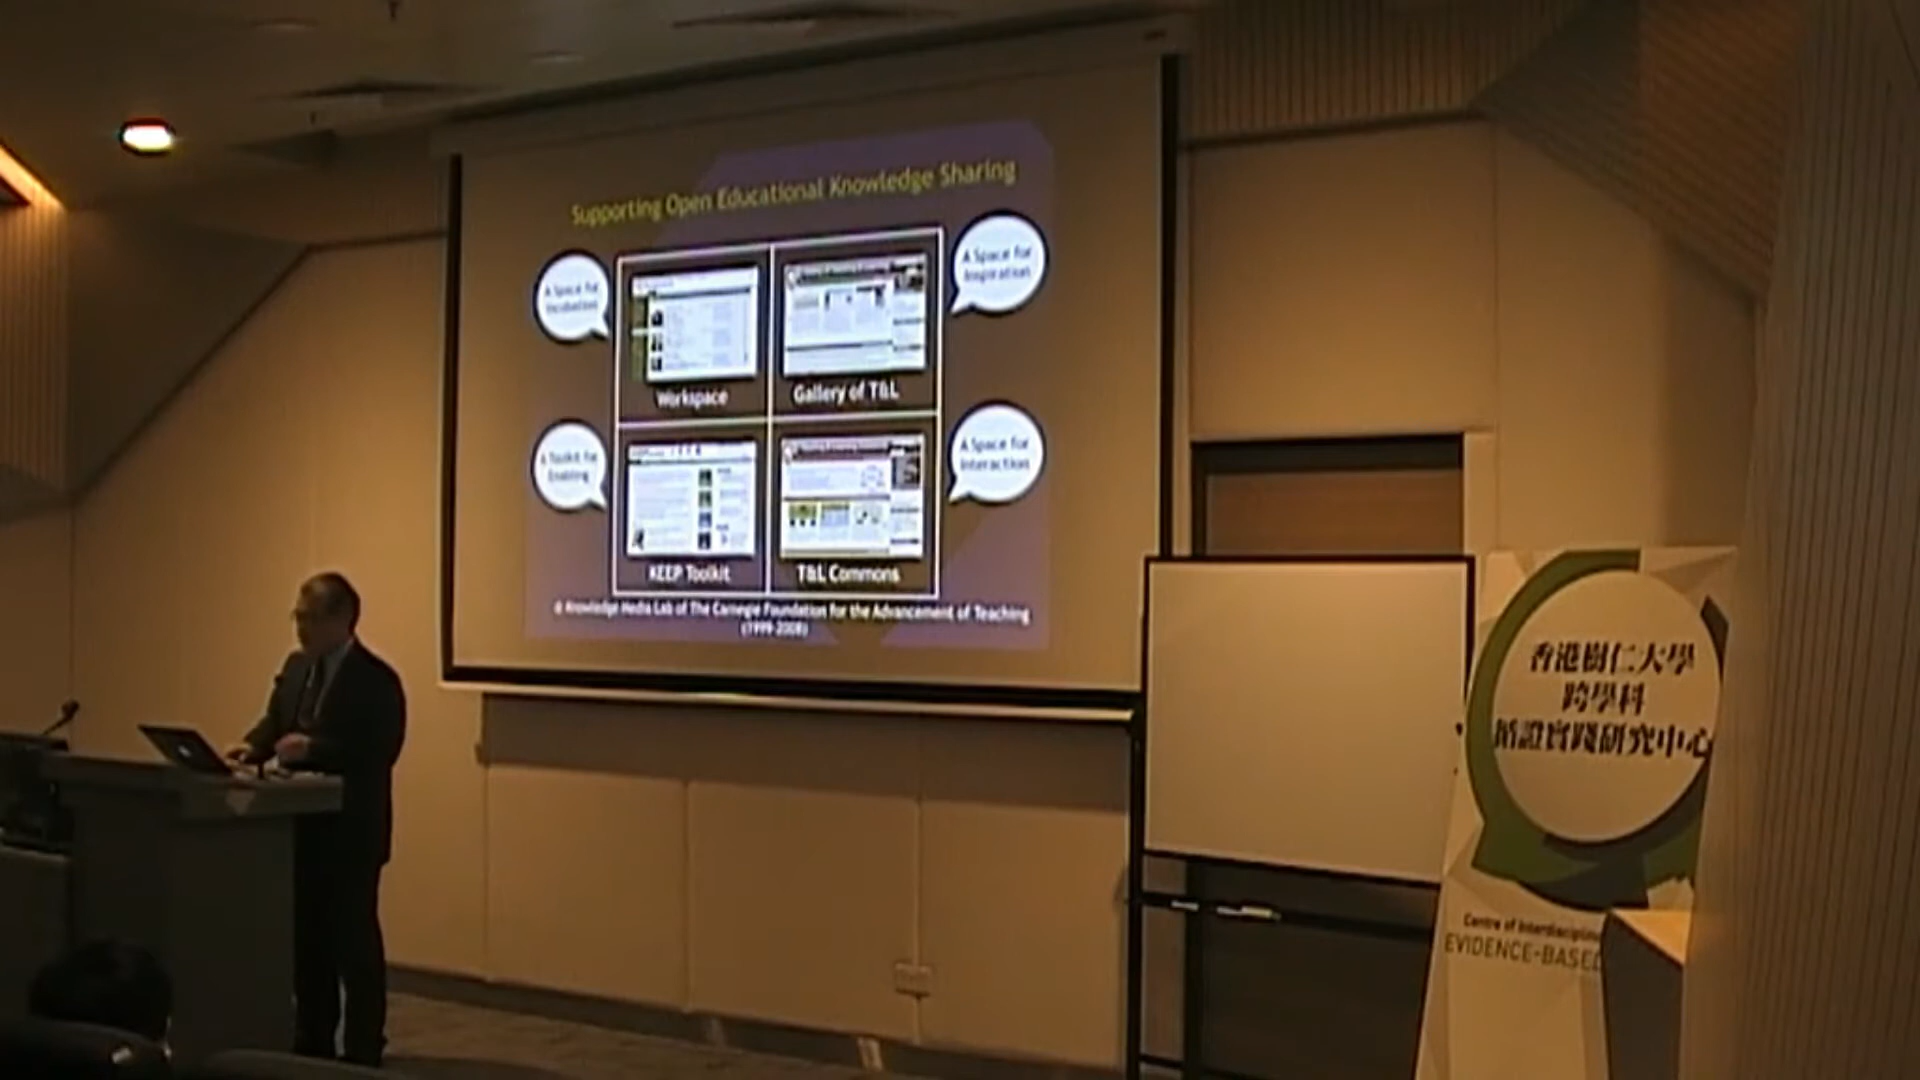 Supporting Open Educational Knowledge Sharing
A Space for
Incubation
A Space for
Inspiration
Workspace
Gallery of T&L
A Toolkit for
Enabling
A Space for
Interaction
KEEP Toolkit
T&L Commons
Knowledge Media Lab of The Carnegie Foundation for the Advancement of Teaching
(1999-2008)
香港樹仁大學
跨學科
循證實踐研究中心
Centre of Interdisciplin
EVIDENCE-BASED